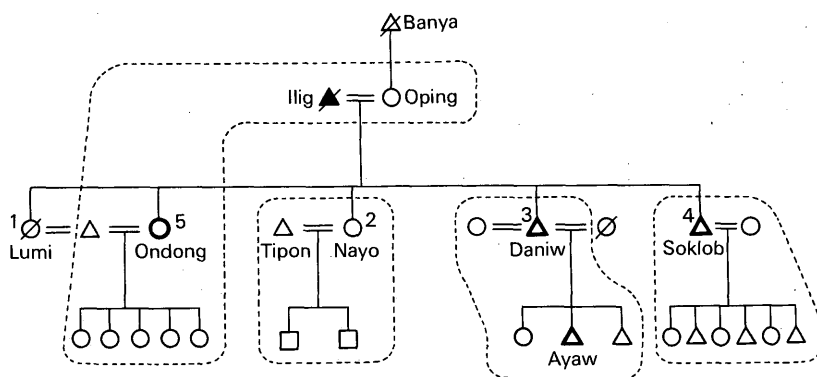 Banya
Ilig Oping
1 5 2 3 4
Lumi Ondong Tipon Nayo Daniw Soklob
Ayaw